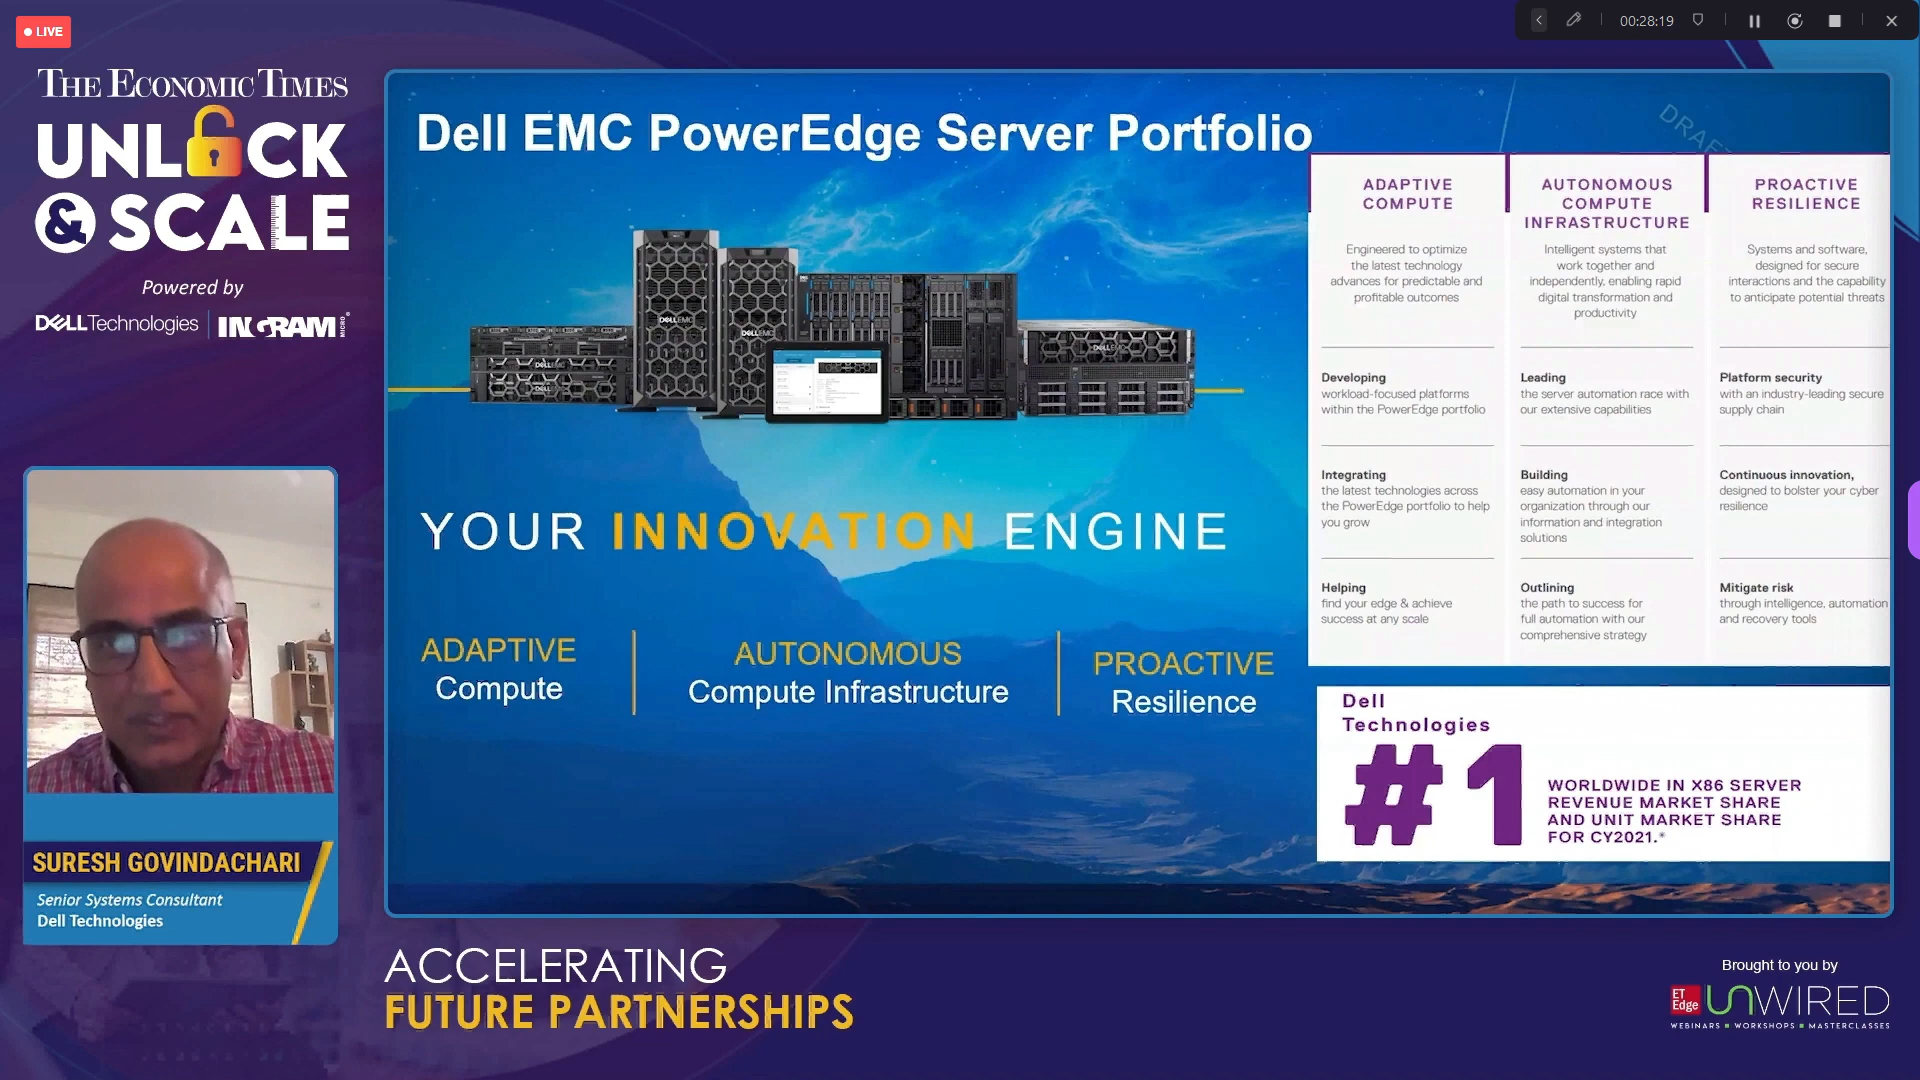 LIVE
00:28:19
THE ECONOMIC TIMES
UNLOCK
& SCALE
Powered by
DELL Technologies | INGRAM MICRO
Dell EMC PowerEdge Server Portfolio
YOUR INNOVATION ENGINE
ADAPTIVE
Compute
AUTONOMOUS
Compute Infrastructure
PROACTIVE
Resilience
ADAPTIVE
COMPUTE
Engineered to optimize
the latest technology
advances for predictable and
profitable outcomes
Developing
workload-focused platforms
within the PowerEdge portfolio
Integrating
the latest technologies across
the PowerEdge portfolio to help
you grow
Helping
find your edge & achieve
success at any scale
AUTONOMOUS
COMPUTE
INFRASTRUCTURE
Intelligent systems that
work together and
independently, enabling rapid
digital transformation and
productivity
Leading
the server automation race with
our extensive capabilities
Building
easy automation in your
organization through our
information and integration
solutions
Outlining
the path to success for
full automation with our
comprehensive strategy
PROACTIVE
RESILIENCE
Systems and software,
designed for secure
interactions and the capability
to anticipate potential threats
Platform security
with an industry-leading secure
supply chain
Continuous innovation,
designed to bolster your cyber
resilience
Mitigate risk
through intelligence, automation
and recovery tools
Dell
Technologies
#1
WORLDWIDE IN X86 SERVER
REVENUE MARKET SHARE
AND UNIT MARKET SHARE
FOR CY2021.*
SURESH GOVINDACHARI
Senior Systems Consultant
Dell Technologies
ACCELERATING
FUTURE PARTNERSHIPS
Brought to you by
ET Edge UNWIRED
WEBINARS ▪ WORKSHOPS ▪ MASTERCLASSES